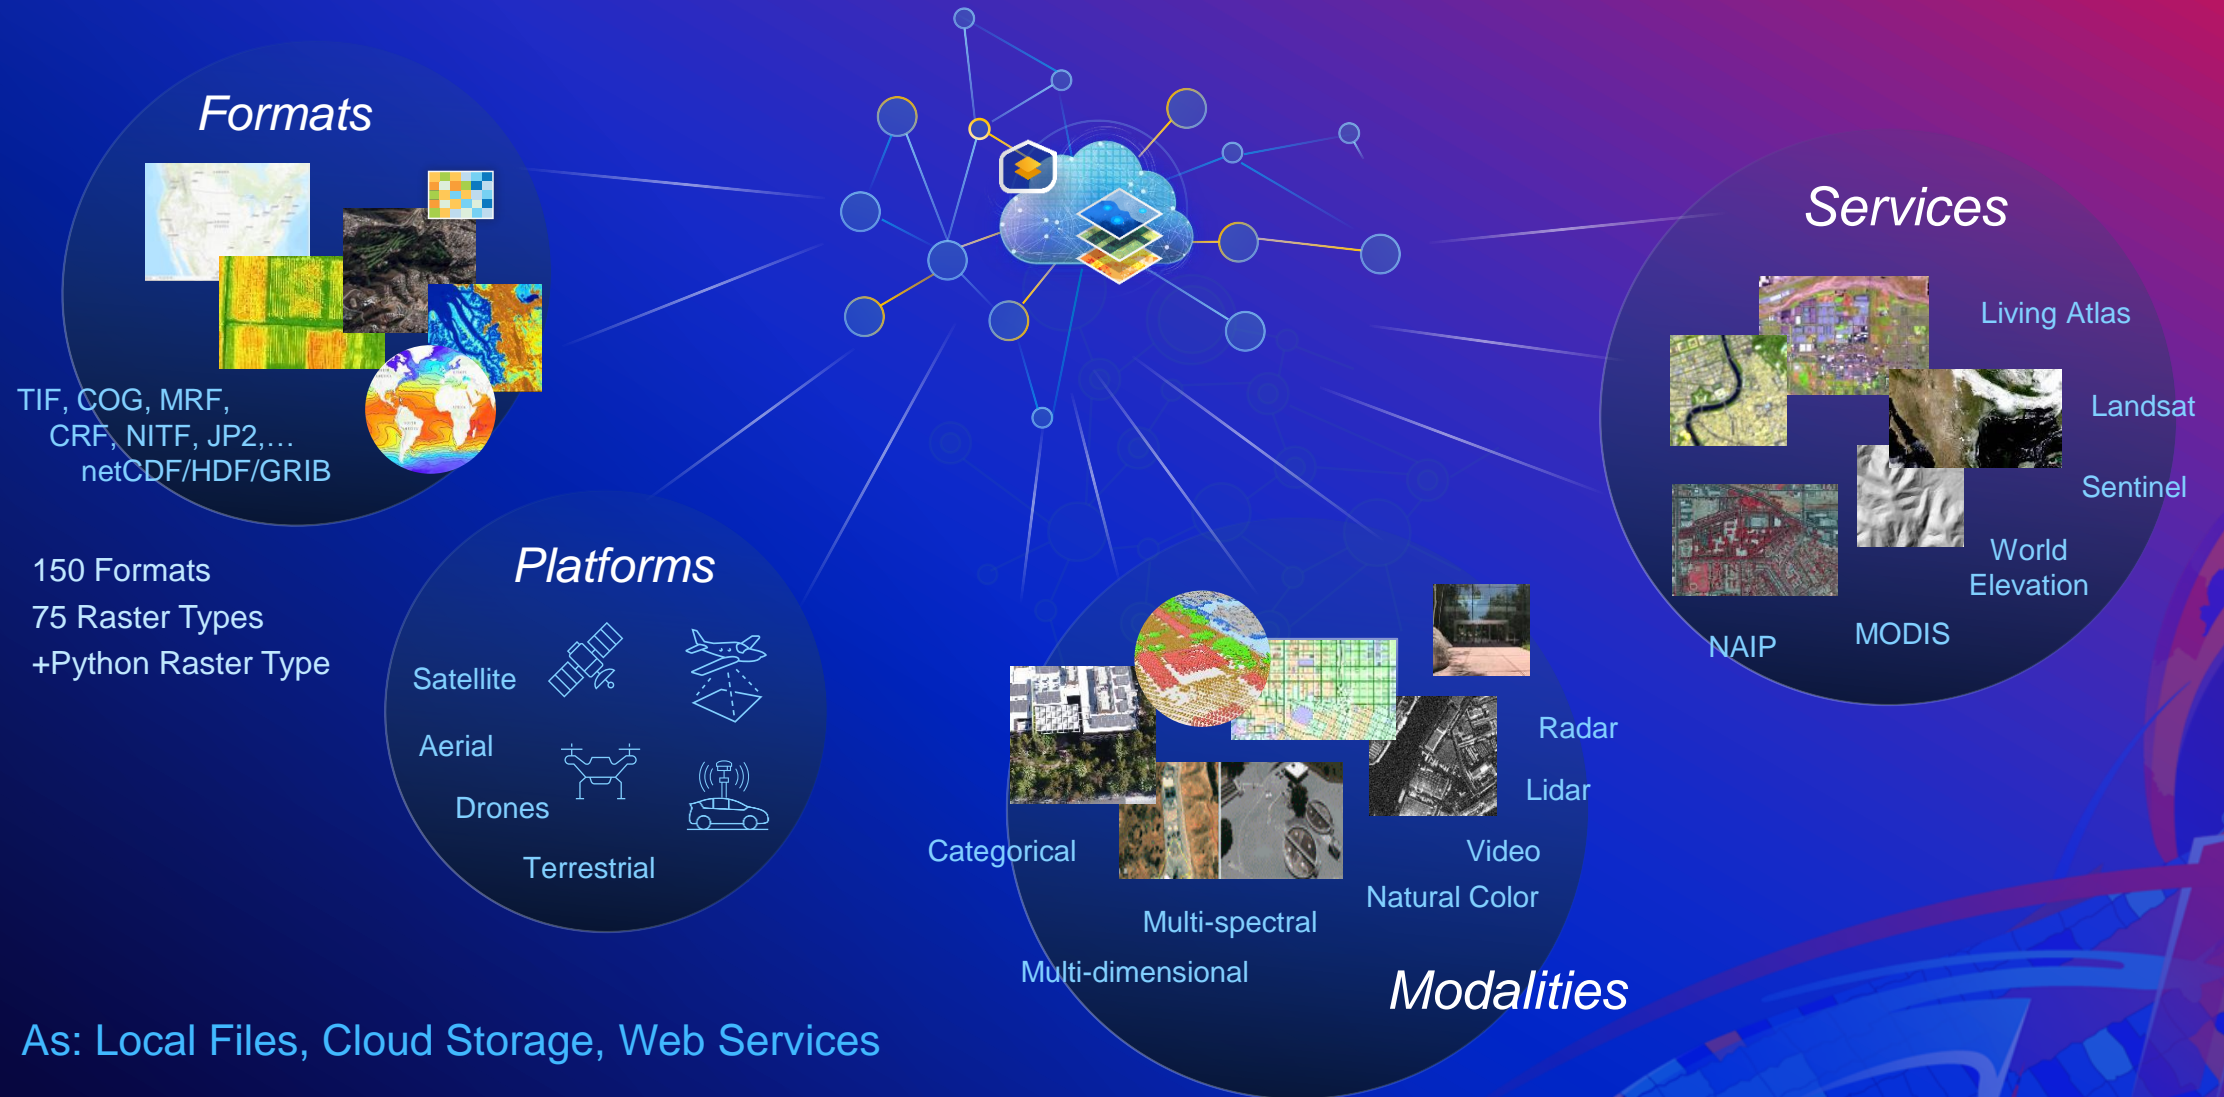 Formats
TIF, COG, MRF,
CRF, NITF, JP2,...
netCDF/HDF/GRIB
150 Formats
75 Raster Types
+Python Raster Type
Platforms
Satellite
Aerial
Drones
Terrestrial
Services
Living Atlas
Landsat
Sentinel
World
Elevation
MODIS
NAIP
Radar
Lidar
Video
Natural Color
Categorical
Multi-spectral
Multi-dimensional
Modalities
As: Local Files, Cloud Storage, Web Services